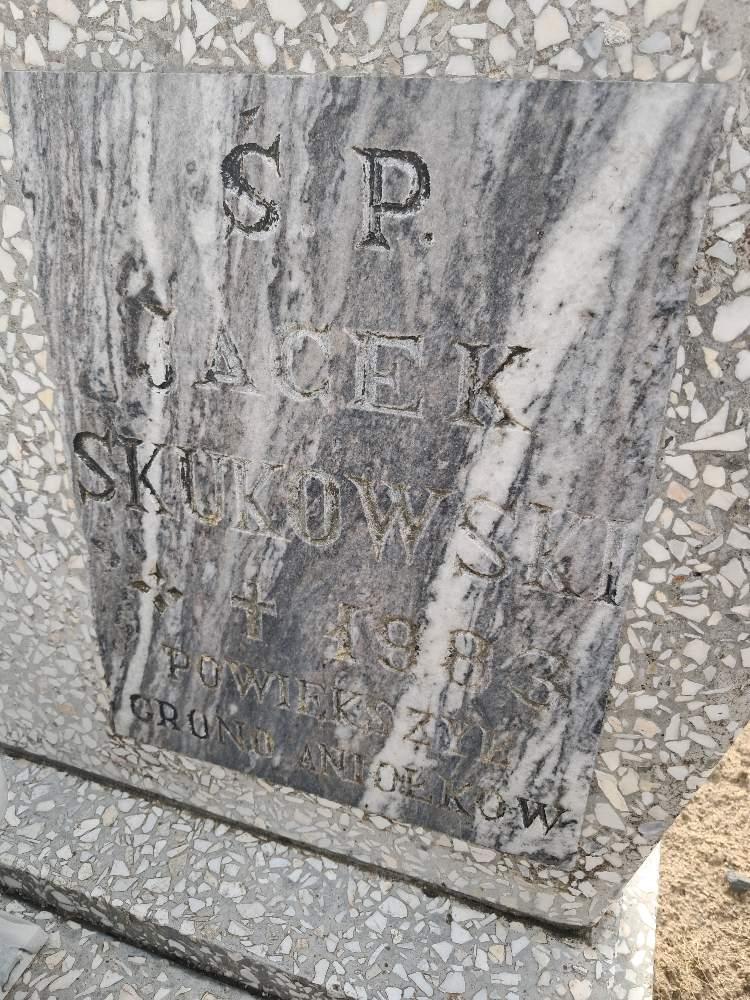 Ś. P.
JACEK
SKUKOWSKI
1983
POWIĘKSZYŁ
GRONO ANIOŁKÓW